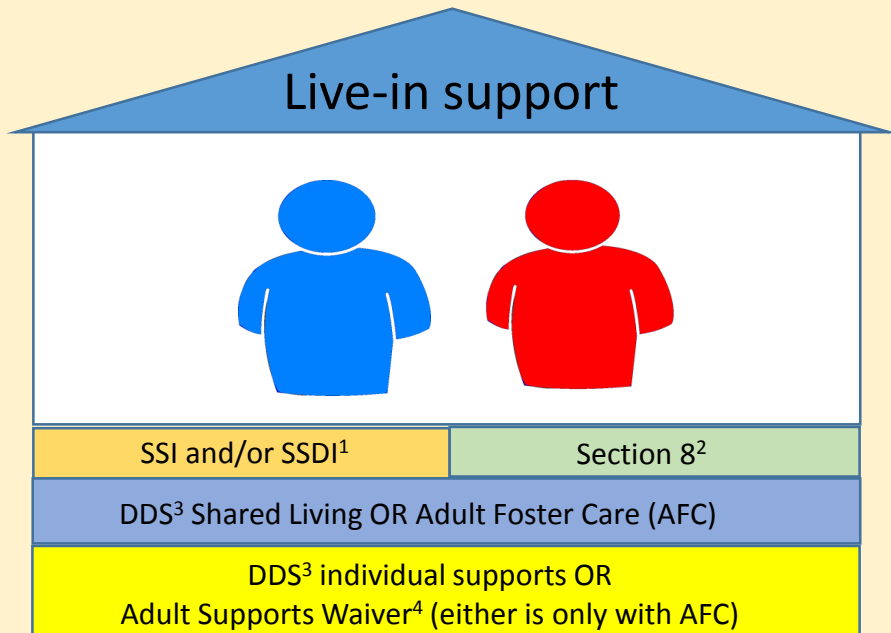 Live-in support
SSI and/or SSDI¹
Section 8²
DDS³ Shared Living OR Adult Foster Care (AFC)
DDS³ individual supports OR
Adult Supports Waiver⁴ (either is only with AFC)